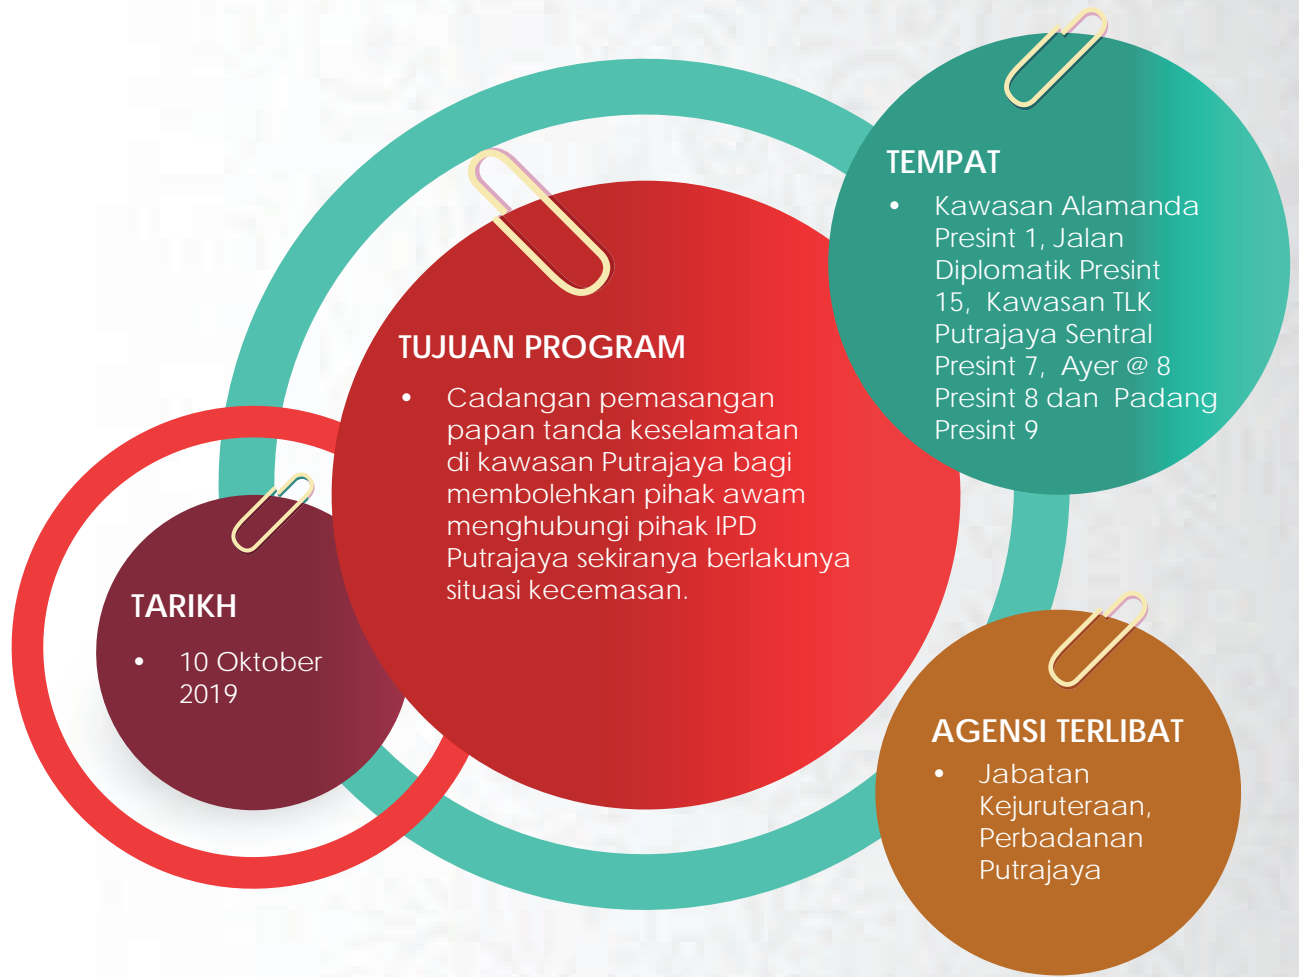 TEMPAT
• Kawasan Alamanda
Presint 1, Jalan
Diplomatik Presint
15, Kawasan TLK
Putrajaya Sentral
Presint 7, Ayer @ 8
Presint 8 dan Padang
Presint 9
TUJUAN PROGRAM
• Cadangan pemasangan
papan tanda keselamatan
di kawasan Putrajaya bagi
membolehkan pihak awam
menghubungi pihak IPD
Putrajaya sekiranya berlakunya
situasi kecemasan.
TARIKH
• 10 Oktober
2019
AGENSI TERLIBAT
• Jabatan
Kejuruteraan,
Perbadanan
Putrajaya